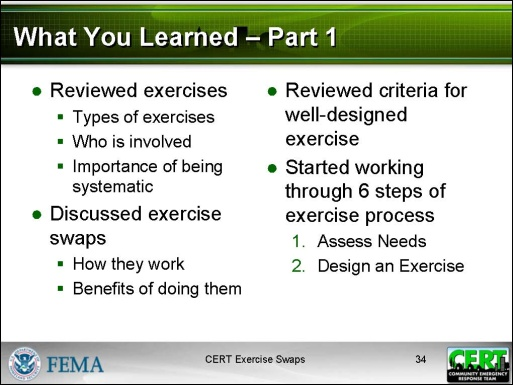 What You Learned – Part 1
Reviewed exercises
Types of exercises
Who is involved
Importance of being
systematic
Discussed exercise
swaps
How they work
Benefits of doing them
Reviewed criteria for
well-designed
exercise
Started working
through 6 steps of
exercise process
1. Assess Needs
2. Design an Exercise
FEMA
CERT Exercise Swaps
34
CERT
COMMUNITY EMERGENCY
RESPONSE TEAM